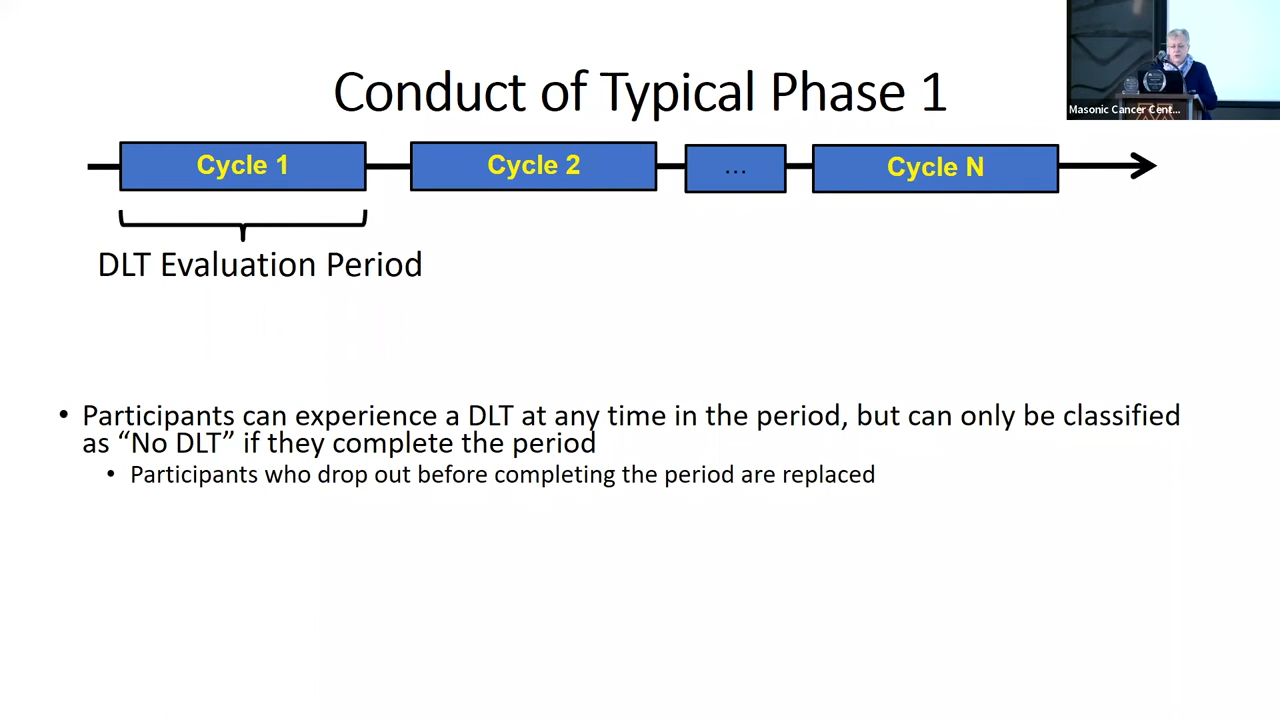 Conduct of Typical Phase 1
Masonic Cancer Cent...
Cycle 1
Cycle 2
...
Cycle N
DLT Evaluation Period
• Participants can experience a DLT at any time in the period, but can only be classified
as “No DLT” if they complete the period
• Participants who drop out before completing the period are replaced